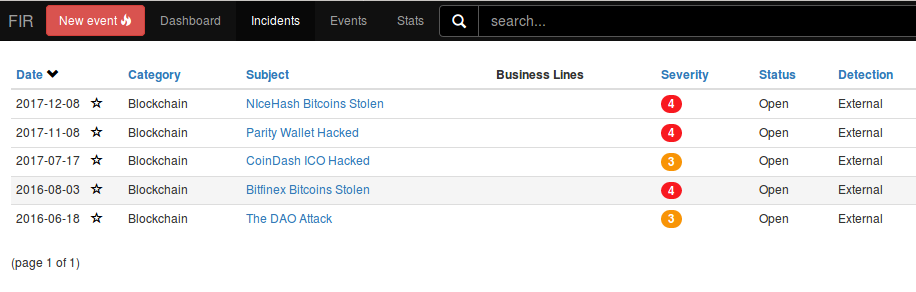 FIR New event Dashboard Incidents Events Stats search...
Date Category Subject Business Lines Severity Status Detection
2017-12-08 Blockchain NIceHash Bitcoins Stolen 4 Open External
2017-11-08 Blockchain Parity Wallet Hacked 4 Open External
2017-07-17 Blockchain CoinDash ICO Hacked 3 Open External
2016-08-03 Blockchain Bitfinex Bitcoins Stolen 4 Open External
2016-06-18 Blockchain The DAO Attack 3 Open External
(page 1 of 1)